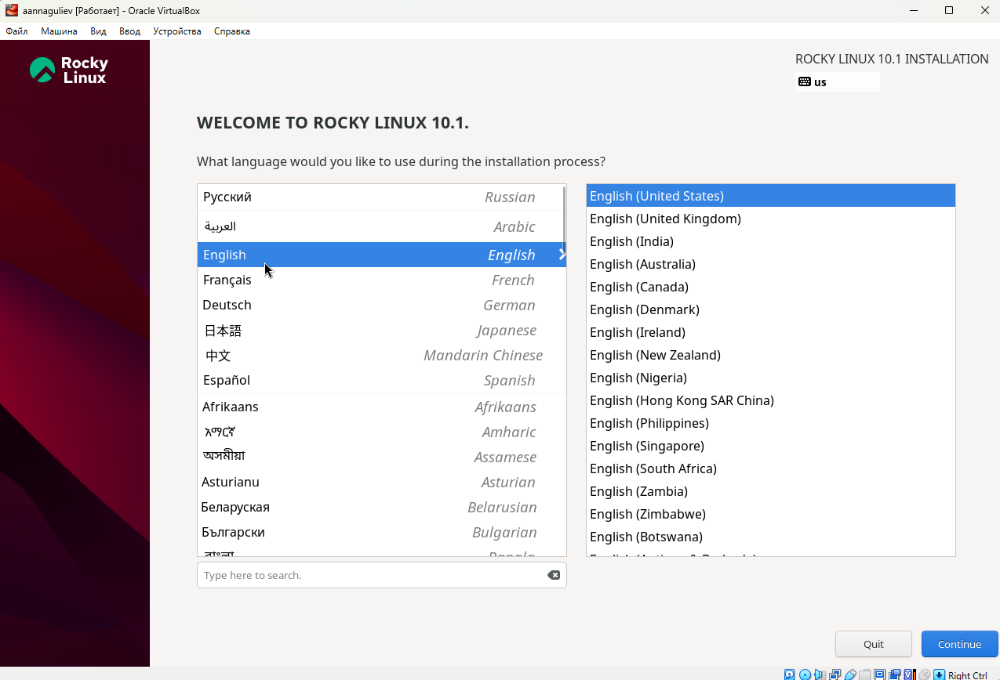 aannaguliev [Работает] - Oracle VirtualBox
Файл Машина Вид Ввод Устройства Справка
Rocky
Linux
ROCKY LINUX 10.1 INSTALLATION
us
WELCOME TO ROCKY LINUX 10.1.
What language would you like to use during the installation process?
Русский Russian
العربية Arabic
English English
Français French
Deutsch German
日本語 Japanese
中文 Mandarin Chinese
Español Spanish
Afrikaans Afrikaans
አማርኛ Amharic
অসমীয়া Assamese
Asturianu Asturian
Беларуская Belarusian
Български Bulgarian
বাংলা Bangla
Type here to search.
English (United States)
English (United Kingdom)
English (India)
English (Australia)
English (Canada)
English (Denmark)
English (Ireland)
English (New Zealand)
English (Nigeria)
English (Hong Kong SAR China)
English (Philippines)
English (Singapore)
English (South Africa)
English (Zambia)
English (Zimbabwe)
English (Botswana)
English (Antigua & Barbuda)
Quit Continue
Right Ctrl